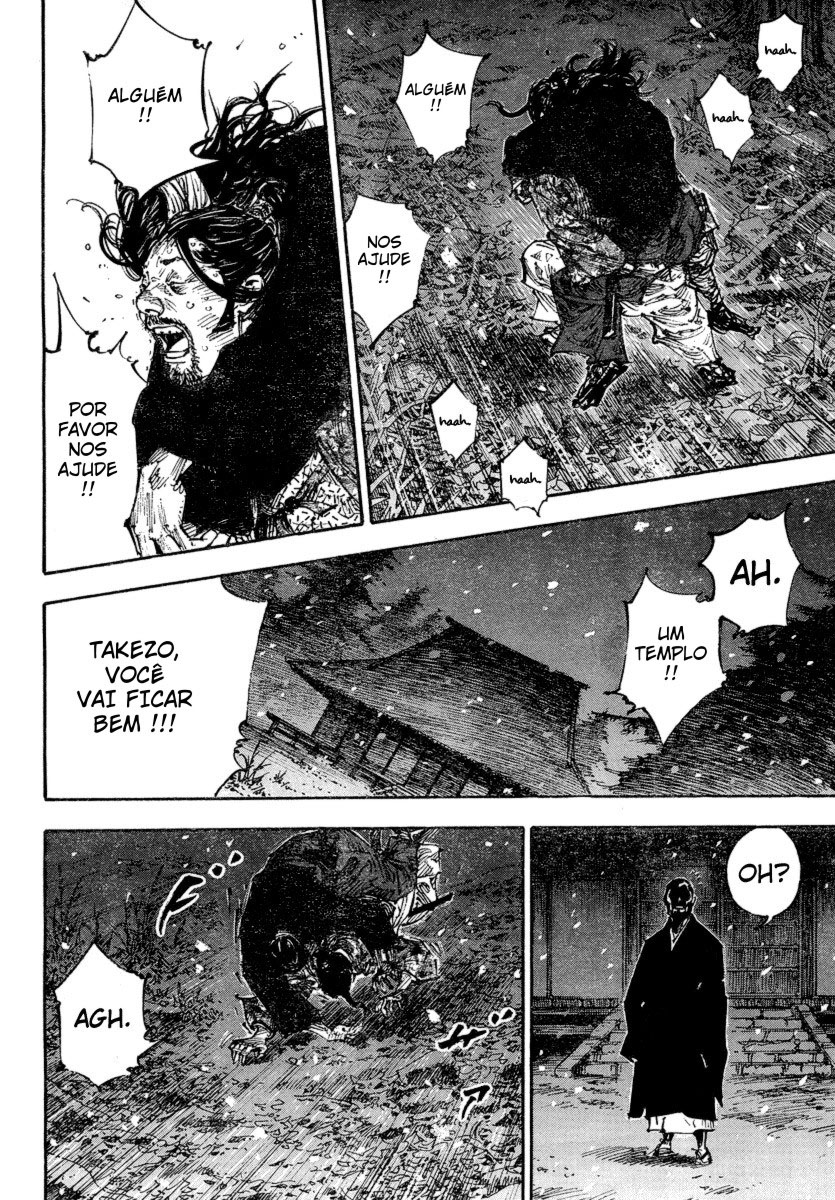 haah.
haah.
ALGUÉM
!!
NOS
AJUDE
!!
haah.
haah.
ALGUÉM
!!
POR
FAVOR
NOS
AJUDE
!!
AH.
UM
TEMPLO
!!
TAKEZO,
VOCÊ
VAI FICAR
BEM !!!
OH?
AGH.